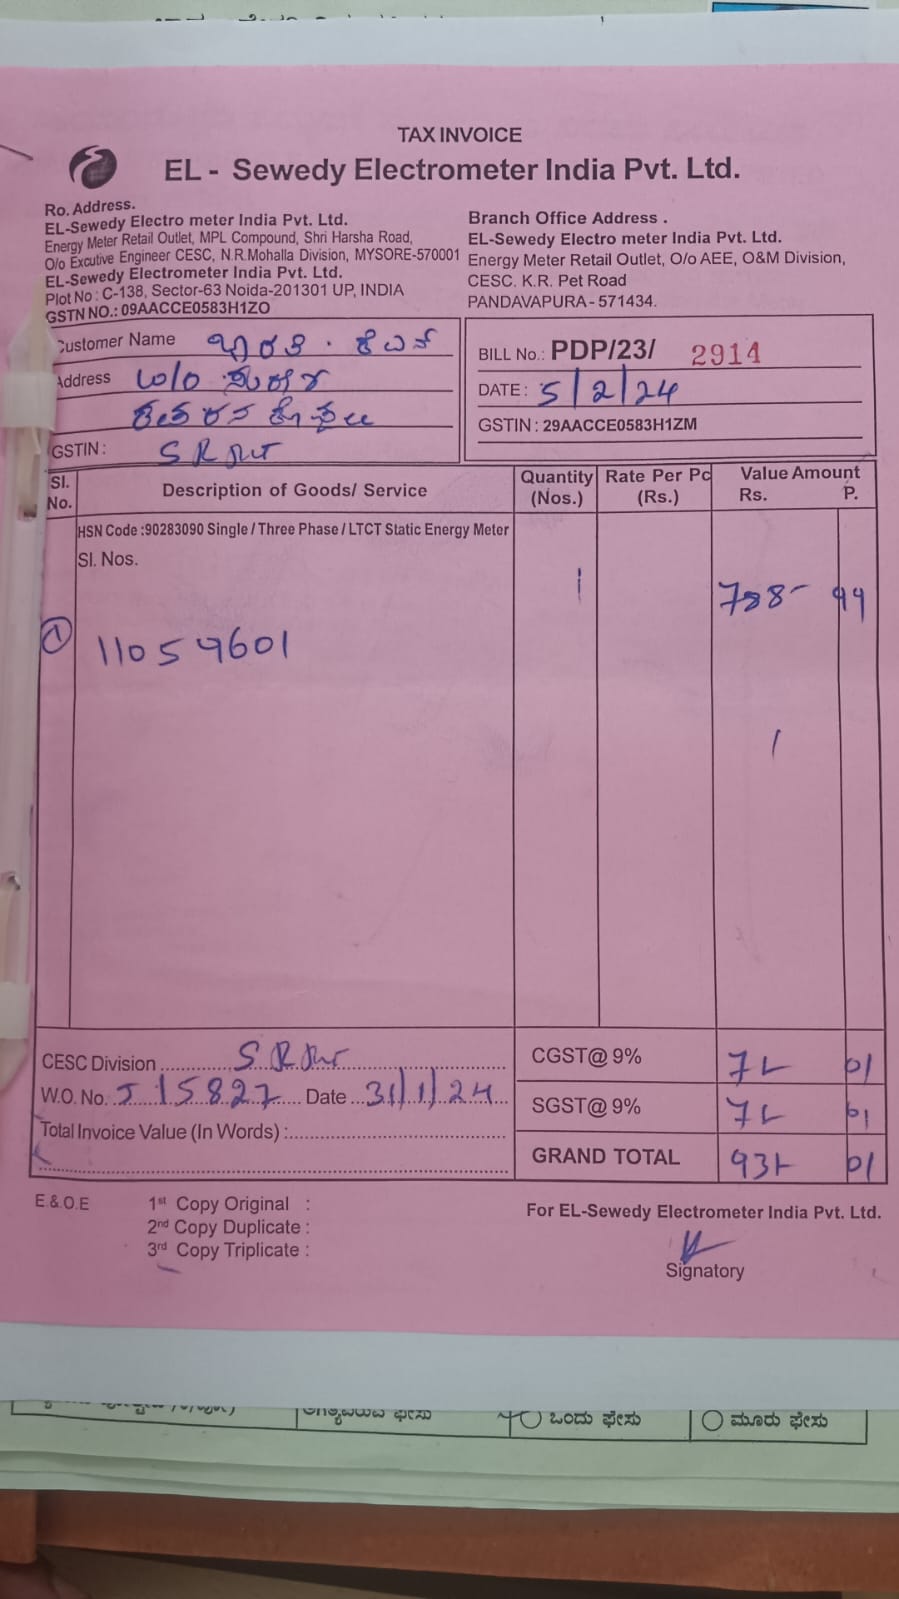 TAX INVOICE
EL - Sewedy Electrometer India Pvt. Ltd.
Ro. Address.
EL-Sewedy Electro meter India Pvt. Ltd.
Energy Meter Retail Outlet, MPL Compound, Shri Harsha Road,
O/o Excutive Engineer CESC, N.R.Mohalla Division, MYSORE-570001
EL-Sewedy Electrometer India Pvt. Ltd.
Plot No : C-138, Sector-63 Noida-201301 UP, INDIA
GSTN NO.: 09AACCE0583H1ZO
Branch Office Address .
EL-Sewedy Electro meter India Pvt. Ltd.
Energy Meter Retail Outlet, O/o AEE, O&M Division,
CESC. K.R. Pet Road
PANDAVAPURA - 571434.
Customer Name
Address
GSTIN :
BILL No.: PDP/23/ 2914
DATE : 5/2/24
GSTIN : 29AACCE0583H1ZM
Sl. No. Description of Goods/ Service Quantity (Nos.) Rate Per Pc (Rs.) Value Amount Rs. P.
HSN Code :90283090 Single / Three Phase / LTCT Static Energy Meter
Sl. Nos.
1 788- 99
1 11059601
CESC Division
CGST@ 9% 71 01
W.O. No. 515827 Date 31/1/24
SGST@ 9% 71 01
Total Invoice Value (In Words) :
GRAND TOTAL 931 01
E & O.E
1st Copy Original :
2nd Copy Duplicate :
3rd Copy Triplicate :
For EL-Sewedy Electrometer India Pvt. Ltd.
Signatory
ಒಂದು ಫೇಸು
ಮೂರು ಫೇಸು